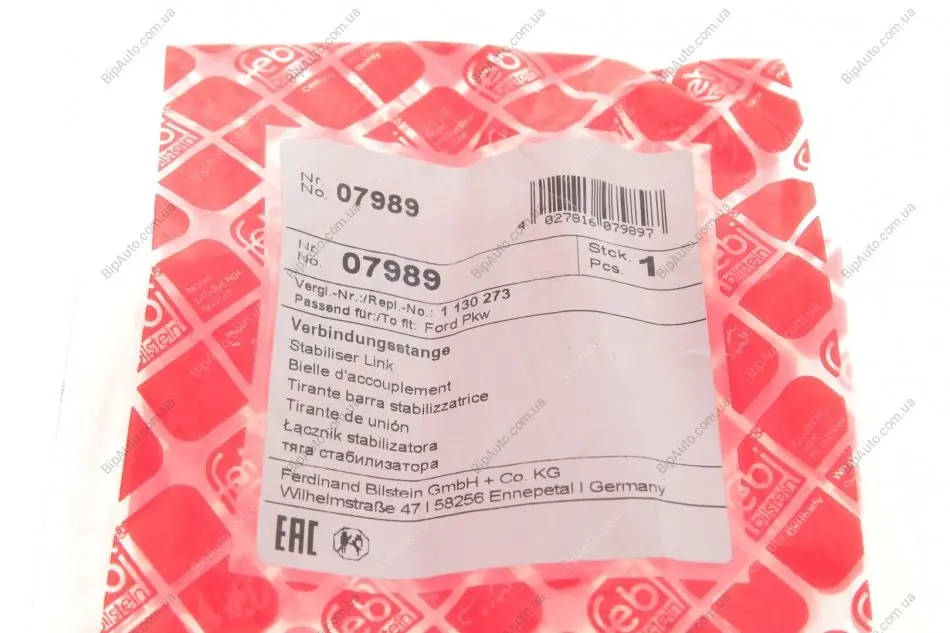 Nr.
No. 07989
4 027816 079897
Nr.
No. 07989
Stck.
Pcs. 1
Vergl.-Nr.:/Repl.-No.: 1 130 273
Passend für:/To fit: Ford Pkw
Verbindungsstange
Stabiliser Link
Bielle d'accouplement
Tirante barra stabilizzatrice
Tirante de unión
Łącznik stabilizatora
тяга стабилизатора
Ferdinand Bilstein GmbH + Co. KG
Wilhelmstraße 47 I 58256 Ennepetal I Germany
EAC
febi
bilstein
BipAuto.com.ua